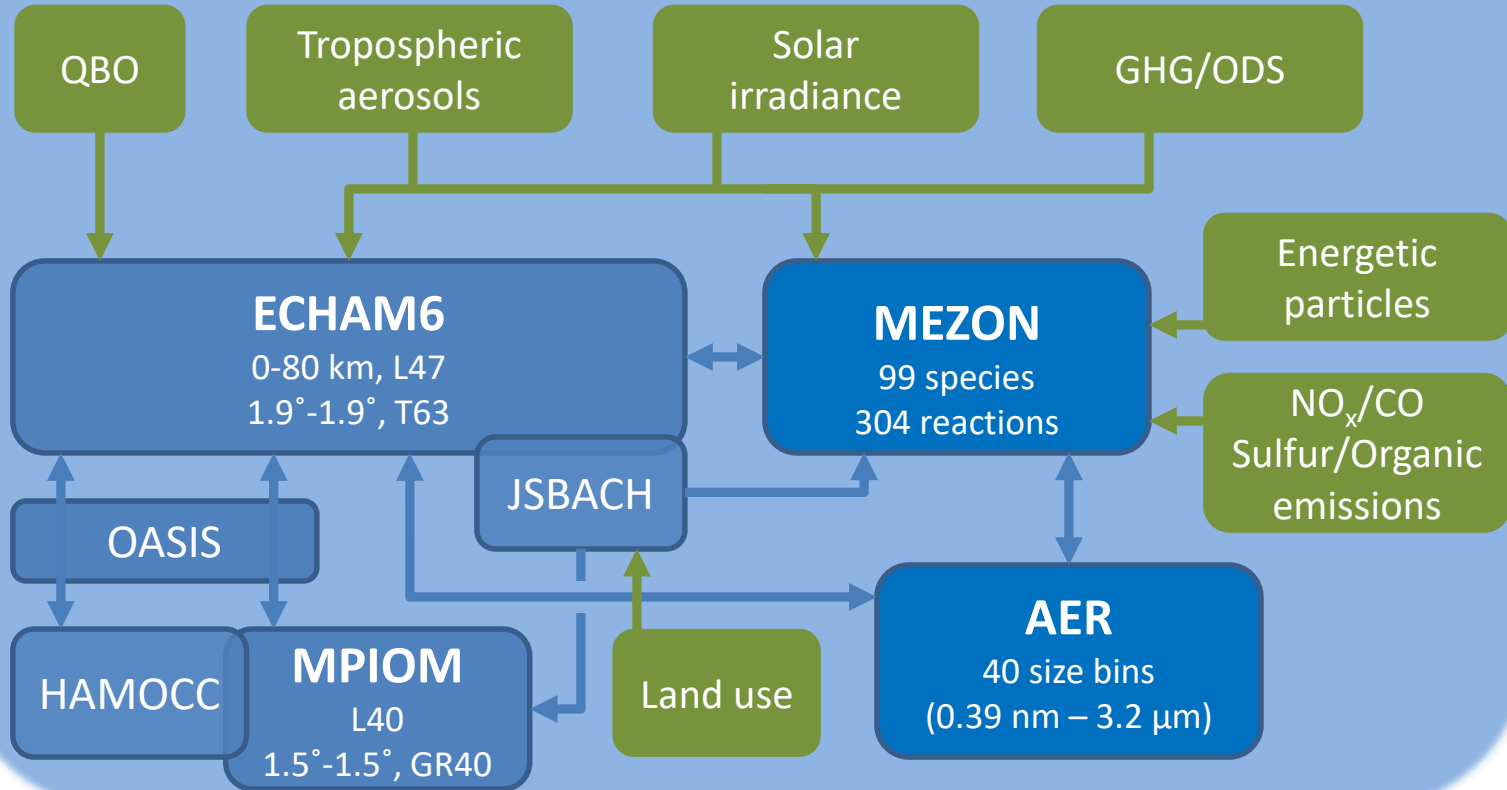 QBO
Tropospheric
aerosols
Solar
irradiance
GHG/ODS
ECHAM6
0-80 km, L47
1.9˚-1.9˚, T63
MEZON
99 species
304 reactions
Energetic
particles
NOₓ/CO
Sulfur/Organic
emissions
JSBACH
OASIS
HAMOCC
MPIOM
L40
1.5˚-1.5˚, GR40
Land use
AER
40 size bins
(0.39 nm – 3.2 µm)